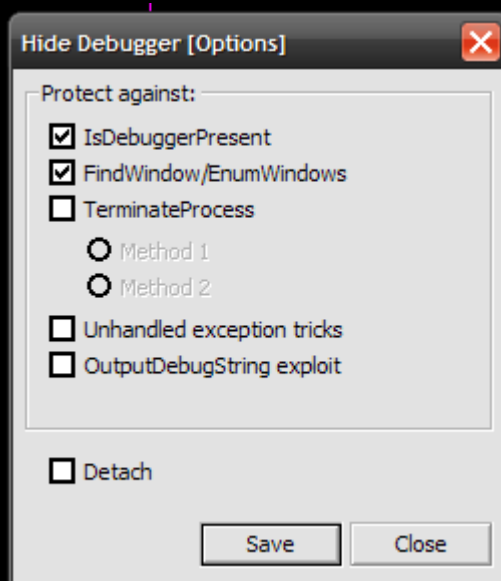 Hide Debugger [Options]
Protect against:
IsDebuggerPresent
FindWindow/EnumWindows
TerminateProcess
Method 1
Method 2
Unhandled exception tricks
OutputDebugString exploit
Detach
Save Close